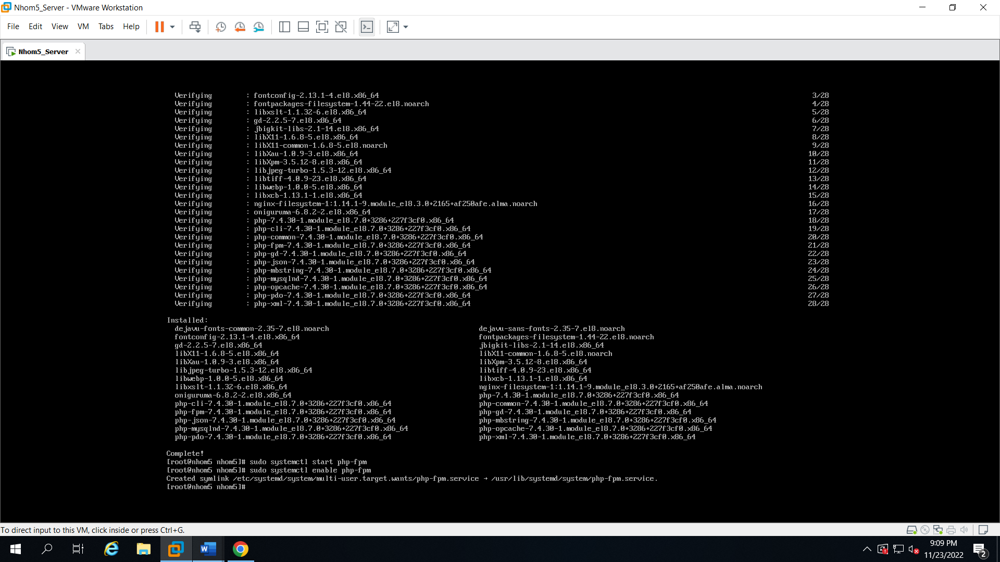 Nhom5_Server - VMware Workstation
File Edit View VM Tabs Help
Nhom5_Server
Verifying : fontconfig-2.13.1-4.el8.x86_64 3/28
Verifying : fontpackages-filesystem-1.44-22.el8.noarch 4/28
Verifying : libxslt-1.1.32-6.el8.x86_64 5/28
Verifying : gd-2.2.5-7.el8.x86_64 6/28
Verifying : jbigkit-libs-2.1-14.el8.x86_64 7/28
Verifying : libX11-1.6.8-5.el8.x86_64 8/28
Verifying : libX11-common-1.6.8-5.el8.noarch 9/28
Verifying : libXau-1.0.9-3.el8.x86_64 10/28
Verifying : libXpm-3.5.12-8.el8.x86_64 11/28
Verifying : libjpeg-turbo-1.5.3-12.el8.x86_64 12/28
Verifying : libtiff-4.0.9-23.el8.x86_64 13/28
Verifying : libwebp-1.0.0-5.el8.x86_64 14/28
Verifying : libxcb-1.13.1-1.el8.x86_64 15/28
Verifying : nginx-filesystem-1:1.14.1-9.module_el8.3.0+2165+af250afe.alma.noarch 16/28
Verifying : oniguruma-6.8.2-2.el8.x86_64 17/28
Verifying : php-7.4.30-1.module_el8.7.0+3286+227f3cf0.x86_64 18/28
Verifying : php-cli-7.4.30-1.module_el8.7.0+3286+227f3cf0.x86_64 19/28
Verifying : php-common-7.4.30-1.module_el8.7.0+3286+227f3cf0.x86_64 20/28
Verifying : php-fpm-7.4.30-1.module_el8.7.0+3286+227f3cf0.x86_64 21/28
Verifying : php-gd-7.4.30-1.module_el8.7.0+3286+227f3cf0.x86_64 22/28
Verifying : php-json-7.4.30-1.module_el8.7.0+3286+227f3cf0.x86_64 23/28
Verifying : php-mbstring-7.4.30-1.module_el8.7.0+3286+227f3cf0.x86_64 24/28
Verifying : php-mysqlnd-7.4.30-1.module_el8.7.0+3286+227f3cf0.x86_64 25/28
Verifying : php-opcache-7.4.30-1.module_el8.7.0+3286+227f3cf0.x86_64 26/28
Verifying : php-pdo-7.4.30-1.module_el8.7.0+3286+227f3cf0.x86_64 27/28
Verifying : php-xml-7.4.30-1.module_el8.7.0+3286+227f3cf0.x86_64 28/28
Installed:
dejavu-fonts-common-2.35-7.el8.noarch dejavu-sans-fonts-2.35-7.el8.noarch
fontconfig-2.13.1-4.el8.x86_64 fontpackages-filesystem-1.44-22.el8.noarch
gd-2.2.5-7.el8.x86_64 jbigkit-libs-2.1-14.el8.x86_64
libX11-1.6.8-5.el8.x86_64 libX11-common-1.6.8-5.el8.noarch
libXau-1.0.9-3.el8.x86_64 libXpm-3.5.12-8.el8.x86_64
libjpeg-turbo-1.5.3-12.el8.x86_64 libtiff-4.0.9-23.el8.x86_64
libwebp-1.0.0-5.el8.x86_64 libxcb-1.13.1-1.el8.x86_64
libxslt-1.1.32-6.el8.x86_64 nginx-filesystem-1:1.14.1-9.module_el8.3.0+2165+af250afe.alma.noarch
oniguruma-6.8.2-2.el8.x86_64 php-7.4.30-1.module_el8.7.0+3286+227f3cf0.x86_64
php-cli-7.4.30-1.module_el8.7.0+3286+227f3cf0.x86_64 php-common-7.4.30-1.module_el8.7.0+3286+227f3cf0.x86_64
php-fpm-7.4.30-1.module_el8.7.0+3286+227f3cf0.x86_64 php-gd-7.4.30-1.module_el8.7.0+3286+227f3cf0.x86_64
php-json-7.4.30-1.module_el8.7.0+3286+227f3cf0.x86_64 php-mbstring-7.4.30-1.module_el8.7.0+3286+227f3cf0.x86_64
php-mysqlnd-7.4.30-1.module_el8.7.0+3286+227f3cf0.x86_64 php-opcache-7.4.30-1.module_el8.7.0+3286+227f3cf0.x86_64
php-pdo-7.4.30-1.module_el8.7.0+3286+227f3cf0.x86_64 php-xml-7.4.30-1.module_el8.7.0+3286+227f3cf0.x86_64
Complete!
[root@nhom5 nhom5]# sudo systemctl start php-fpm
[root@nhom5 nhom5]# sudo systemctl enable php-fpm
Created symlink /etc/systemd/system/multi-user.target.wants/php-fpm.service → /usr/lib/systemd/system/php-fpm.service.
[root@nhom5 nhom5]#
To direct input to this VM, click inside or press Ctrl+G.
9:09 PM
11/23/2022
2